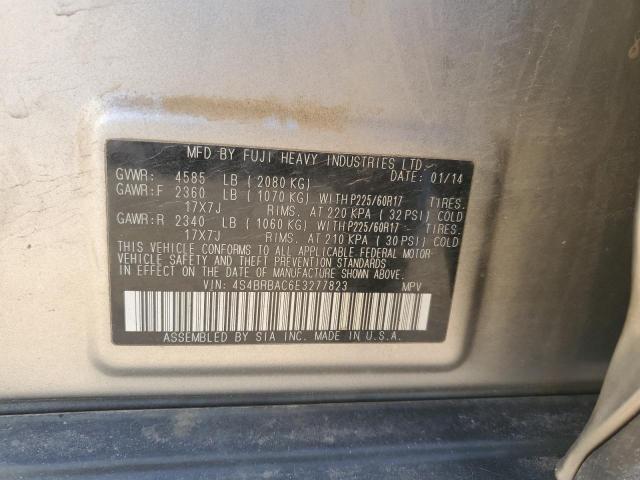 MFD BY FUJI HEAVY INDUSTRIES LTD.
GVWR: 4585 LB (2080 KG) DATE: 01/14
GAWR:F 2360 LB (1070 KG) WITH P225/60R17 TIRES.
17X7J RIMS. AT 220 KPA (32 PSI) COLD
GAWR:R 2340 LB (1060 KG) WITH P225/60R17 TIRES.
17X7J RIMS. AT 210 KPA (30 PSI) COLD
THIS VEHICLE CONFORMS TO ALL APPLICABLE FEDERAL MOTOR-
VEHICLE SAFETY AND THEFT PREVENTION STANDARDS
IN EFFECT ON THE DATE OF MANUFACTURE SHOWN ABOVE.
VIN: 4S4BRBAC6E3277823 MPV
ASSEMBLED BY SIA INC. MADE IN U.S.A.